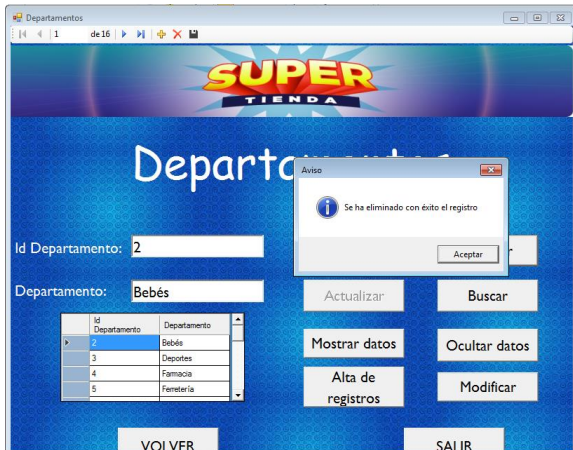 Departamentos
1 de 16
SUPER
TIENDA
Aviso
Se ha eliminado con éxito el registro
Aceptar
Id Departamento: 2
Departamento: Bebés
Actualizar
Buscar
Id Departamento
Departamento
2 Bebés
3 Deportes
4 Farmacia
5 Ferretería
Mostrar datos
Ocultar datos
Alta de
registros
Modificar
VOLVER
SALIR